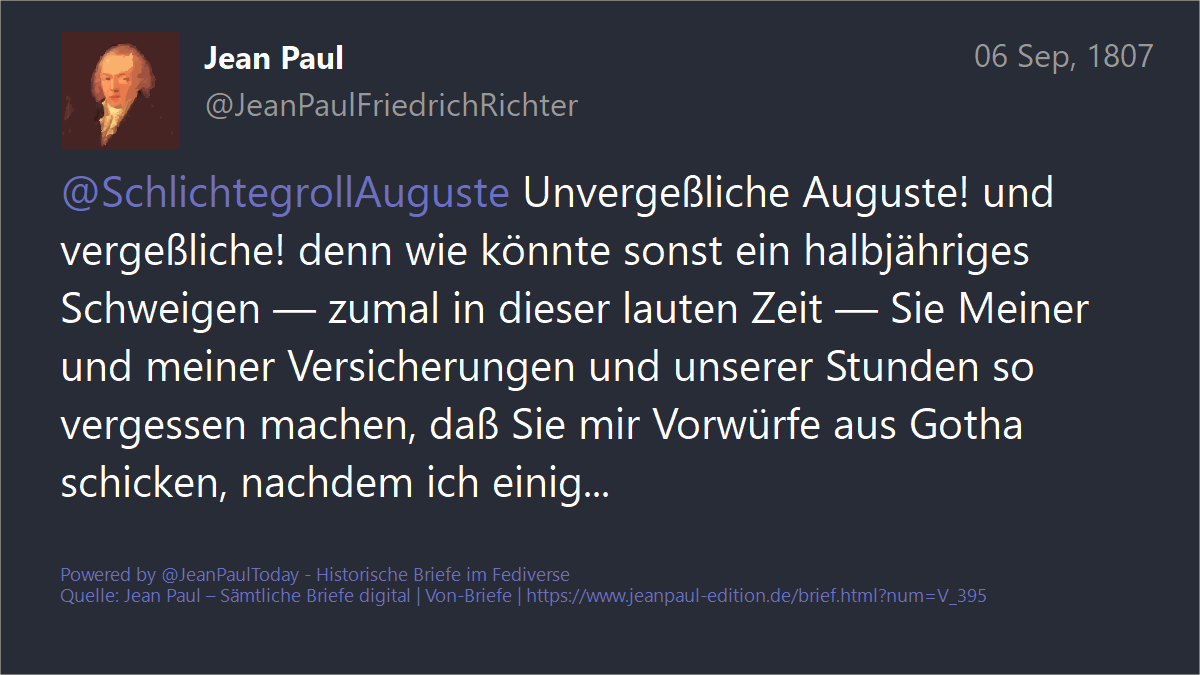 Jean Paul
06 Sep, 1807
@JeanPaulFriedrichRichter
@SchlichtegrollAuguste Unvergeßliche Auguste! und
vergeßliche! denn wie könnte sonst ein halbjähriges
Schweigen — zumal in dieser lauten Zeit — Sie Meiner
und meiner Versicherungen und unserer Stunden so
vergessen machen, daß Sie mir Vorwürfe aus Gotha
schicken, nachdem ich einig...
Powered by @JeanPaulToday - Historische Briefe im Fediverse
Quelle: Jean Paul – Sämtliche Briefe digital | Von-Briefe | https://www.jeanpaul-edition.de/brief.html?num=V_395